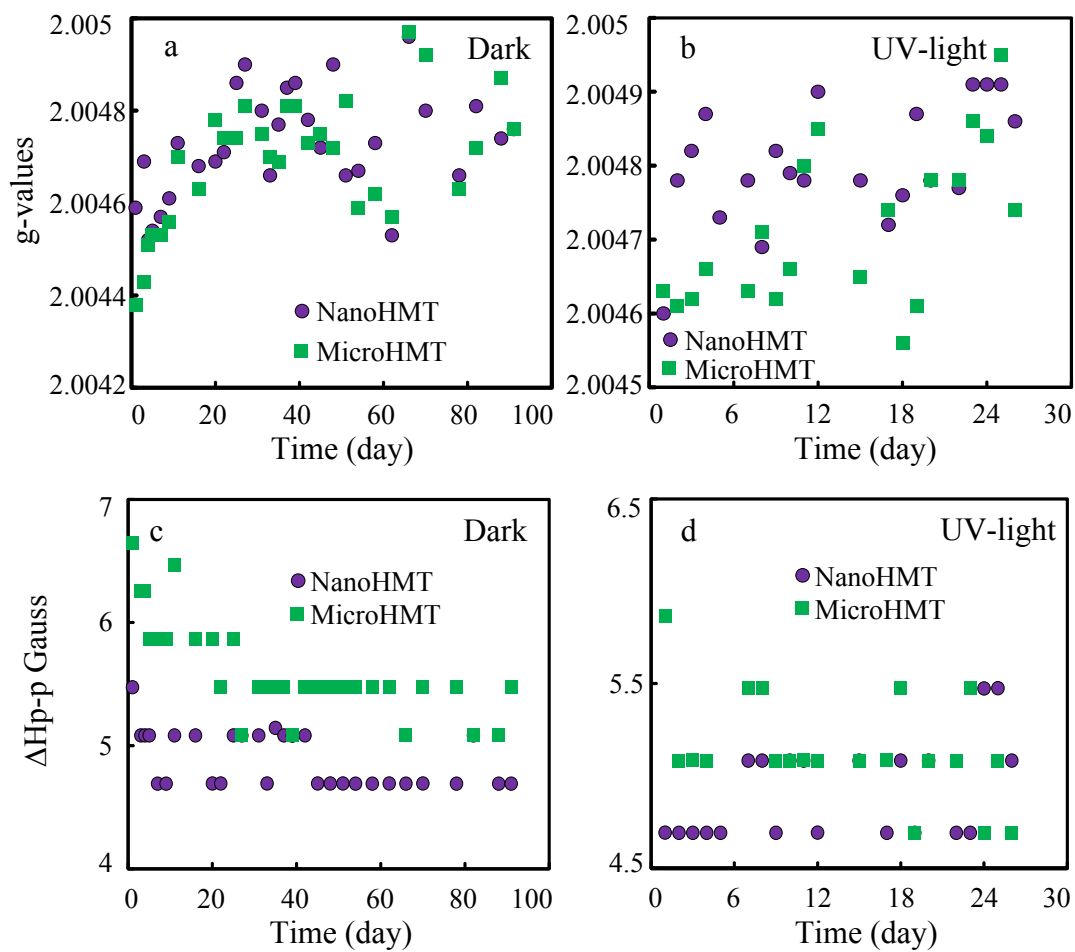 g-values
2.005
2.0048
2.0046
2.0044
2.0042
a
Dark
NanoHMT
MicroHMT
0 20 40 60 80 100
Time (day)
2.005
2.0049
2.0048
2.0047
2.0046
2.0045
b
UV-light
NanoHMT
MicroHMT
0 6 12 18 24 30
Time (day)
ΔHp-p Gauss
7
6
5
4
c
Dark
NanoHMT
MicroHMT
0 20 40 60 80 100
Time (day)
6.5
5.5
4.5
d
UV-light
NanoHMT
MicroHMT
0 6 12 18 24 30
Time (day)